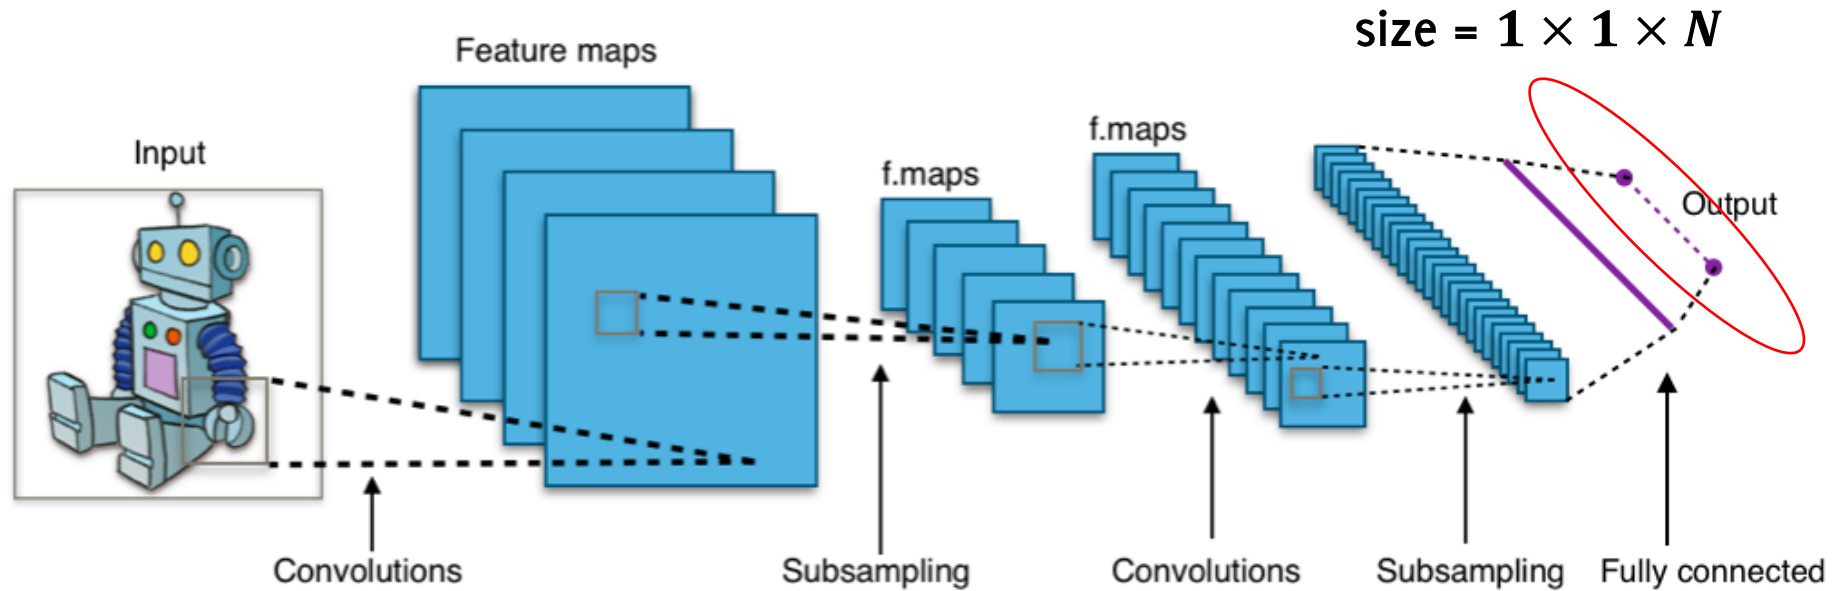 size = 1 × 1 × N
Feature maps
f.maps
Input
f.maps
Output
Convolutions
Subsampling
Convolutions
Subsampling
Fully connected